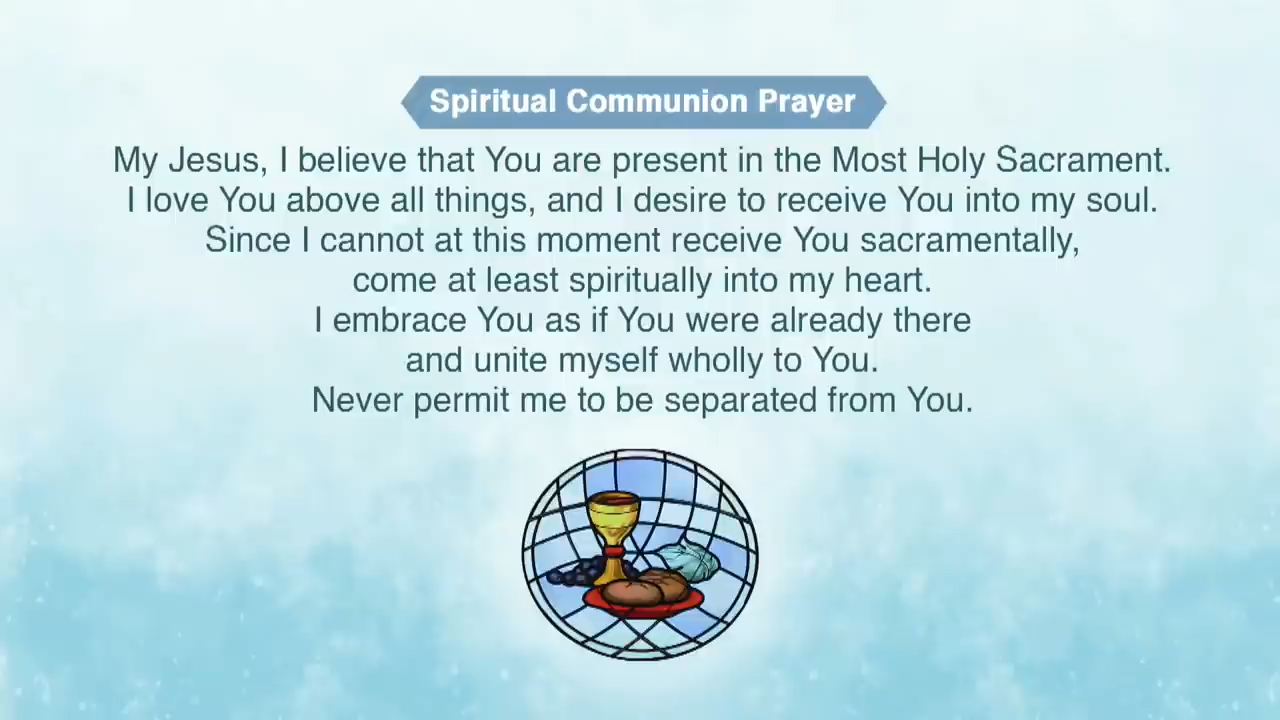 Spiritual Communion Prayer
My Jesus, I believe that You are present in the Most Holy Sacrament.
I love You above all things, and I desire to receive You into my soul.
Since I cannot at this moment receive You sacramentally,
come at least spiritually into my heart.
I embrace You as if You were already there
and unite myself wholly to You.
Never permit me to be separated from You.